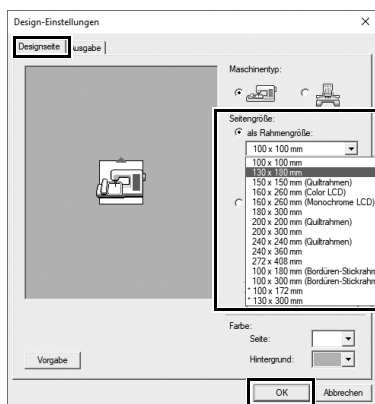 Design-Einstellungen
Designseite
Ausgabe
Maschinentyp:
Seitengröße:
als Rahmengröße:
100 x 100 mm
100 x 100 mm
130 x 180 mm
150 x 150 mm (Quiltrahmen)
160 x 260 mm (Color LCD)
160 x 260 mm (Monochrome LCD)
180 x 300 mm
200 x 200 mm (Quiltrahmen)
200 x 300 mm
240 x 240 mm (Quiltrahmen)
240 x 360 mm
272 x 408 mm
100 x 180 mm (Bordüren-Stickrahm
100 x 300 mm (Bordüren-Stickrahm
* 100 x 172 mm
* 130 x 300 mm
Farbe:
Seite:
Hintergrund:
Vorgabe
OK Abbrechen